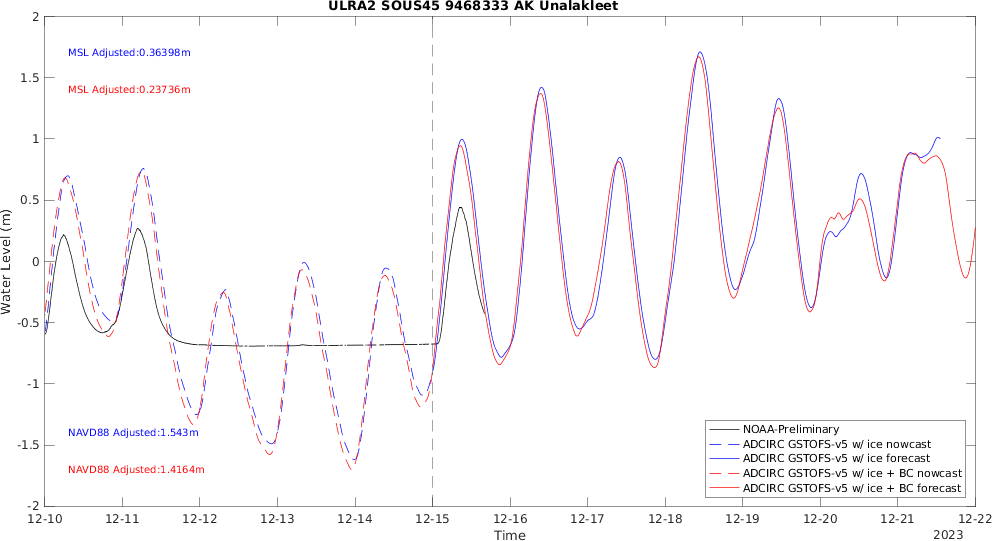 ULRA2 SOUS45 9468333 AK Unalakleet
2
1.5
1
0.5
0
-0.5
-1
-1.5
-2
Water Level (m)
MSL Adjusted:0.36398m
MSL Adjusted:0.23736m
NAVD88 Adjusted:1.543m
NAVD88 Adjusted:1.4164m
NOAA-Preliminary
ADCIRC GSTOFS-v5 w/ ice nowcast
ADCIRC GSTOFS-v5 w/ ice forecast
ADCIRC GSTOFS-v5 w/ ice + BC nowcast
ADCIRC GSTOFS-v5 w/ ice + BC forecast
12-10 12-11 12-12 12-13 12-14 12-15 12-16 12-17 12-18 12-19 12-20 12-21 12-22
Time
2023